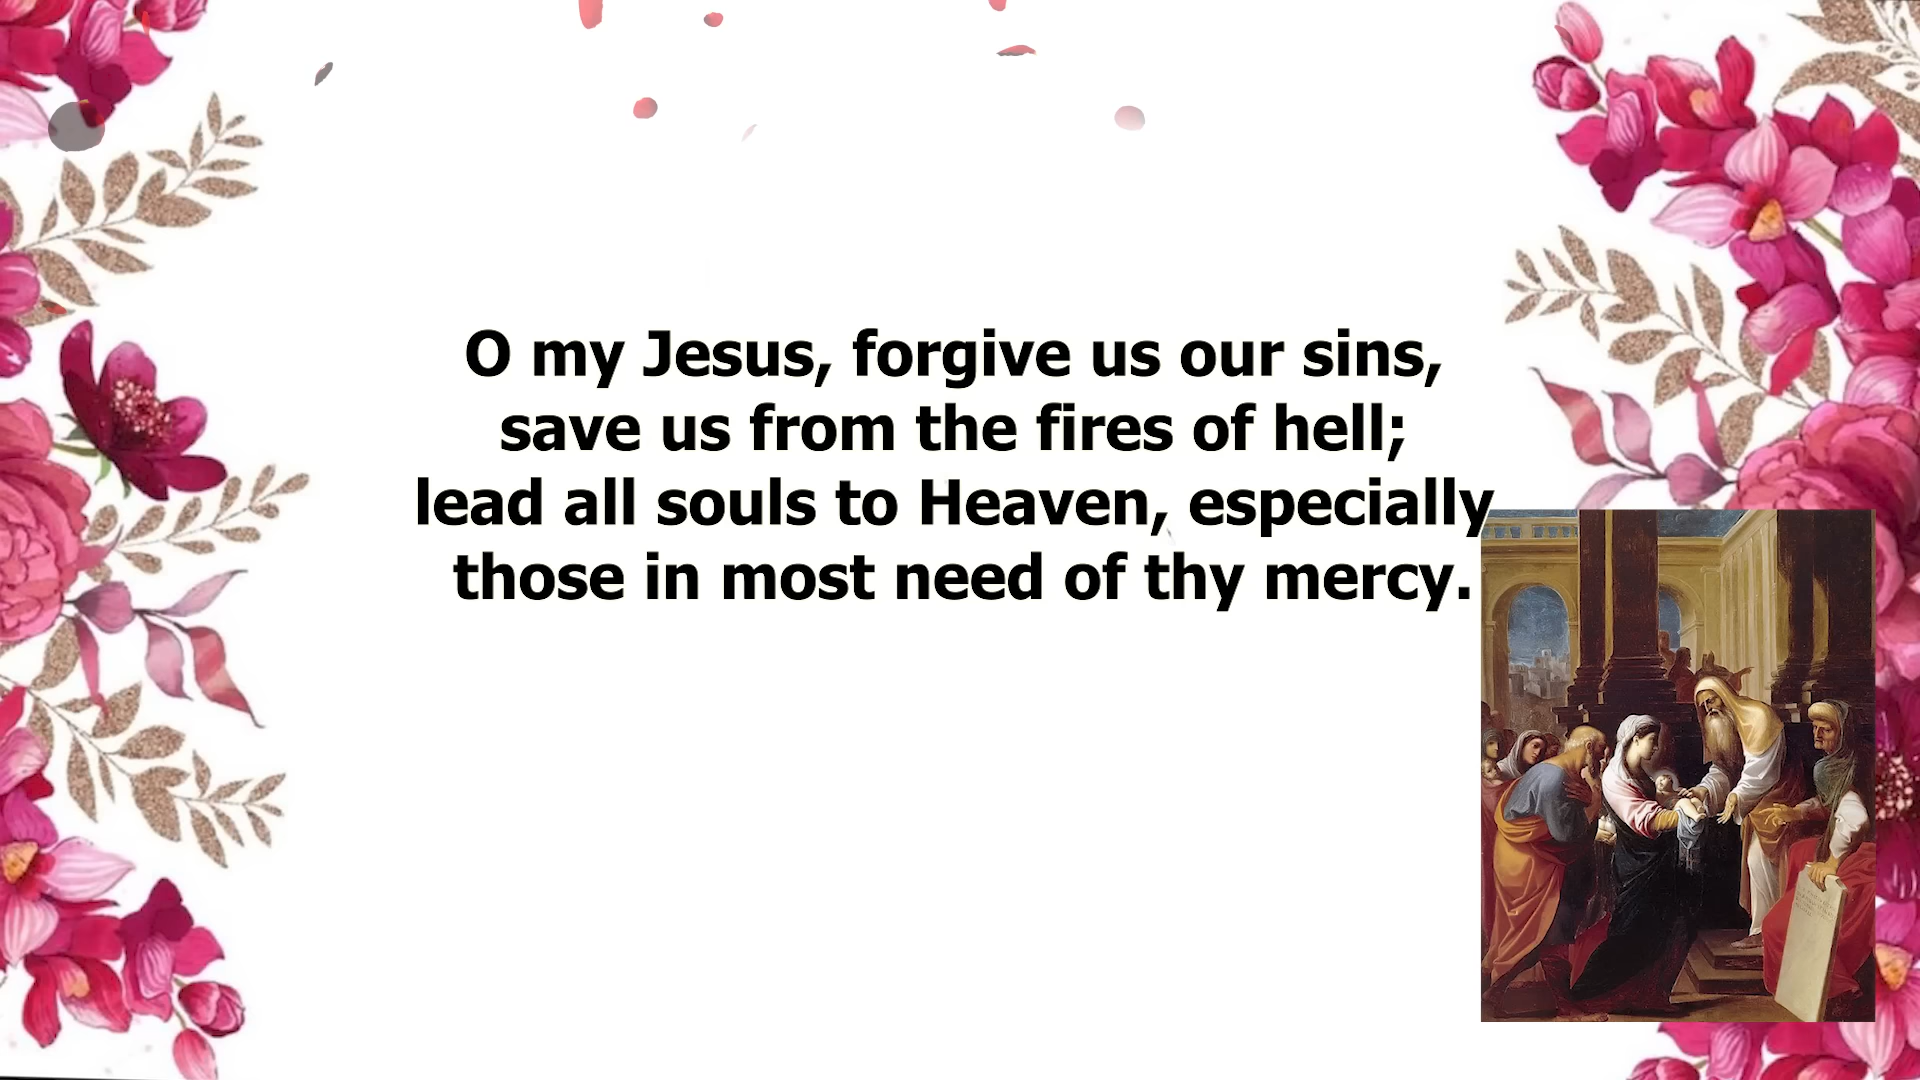 O my Jesus, forgive us our sins,
save us from the fires of hell;
lead all souls to Heaven, especially
those in most need of thy mercy.